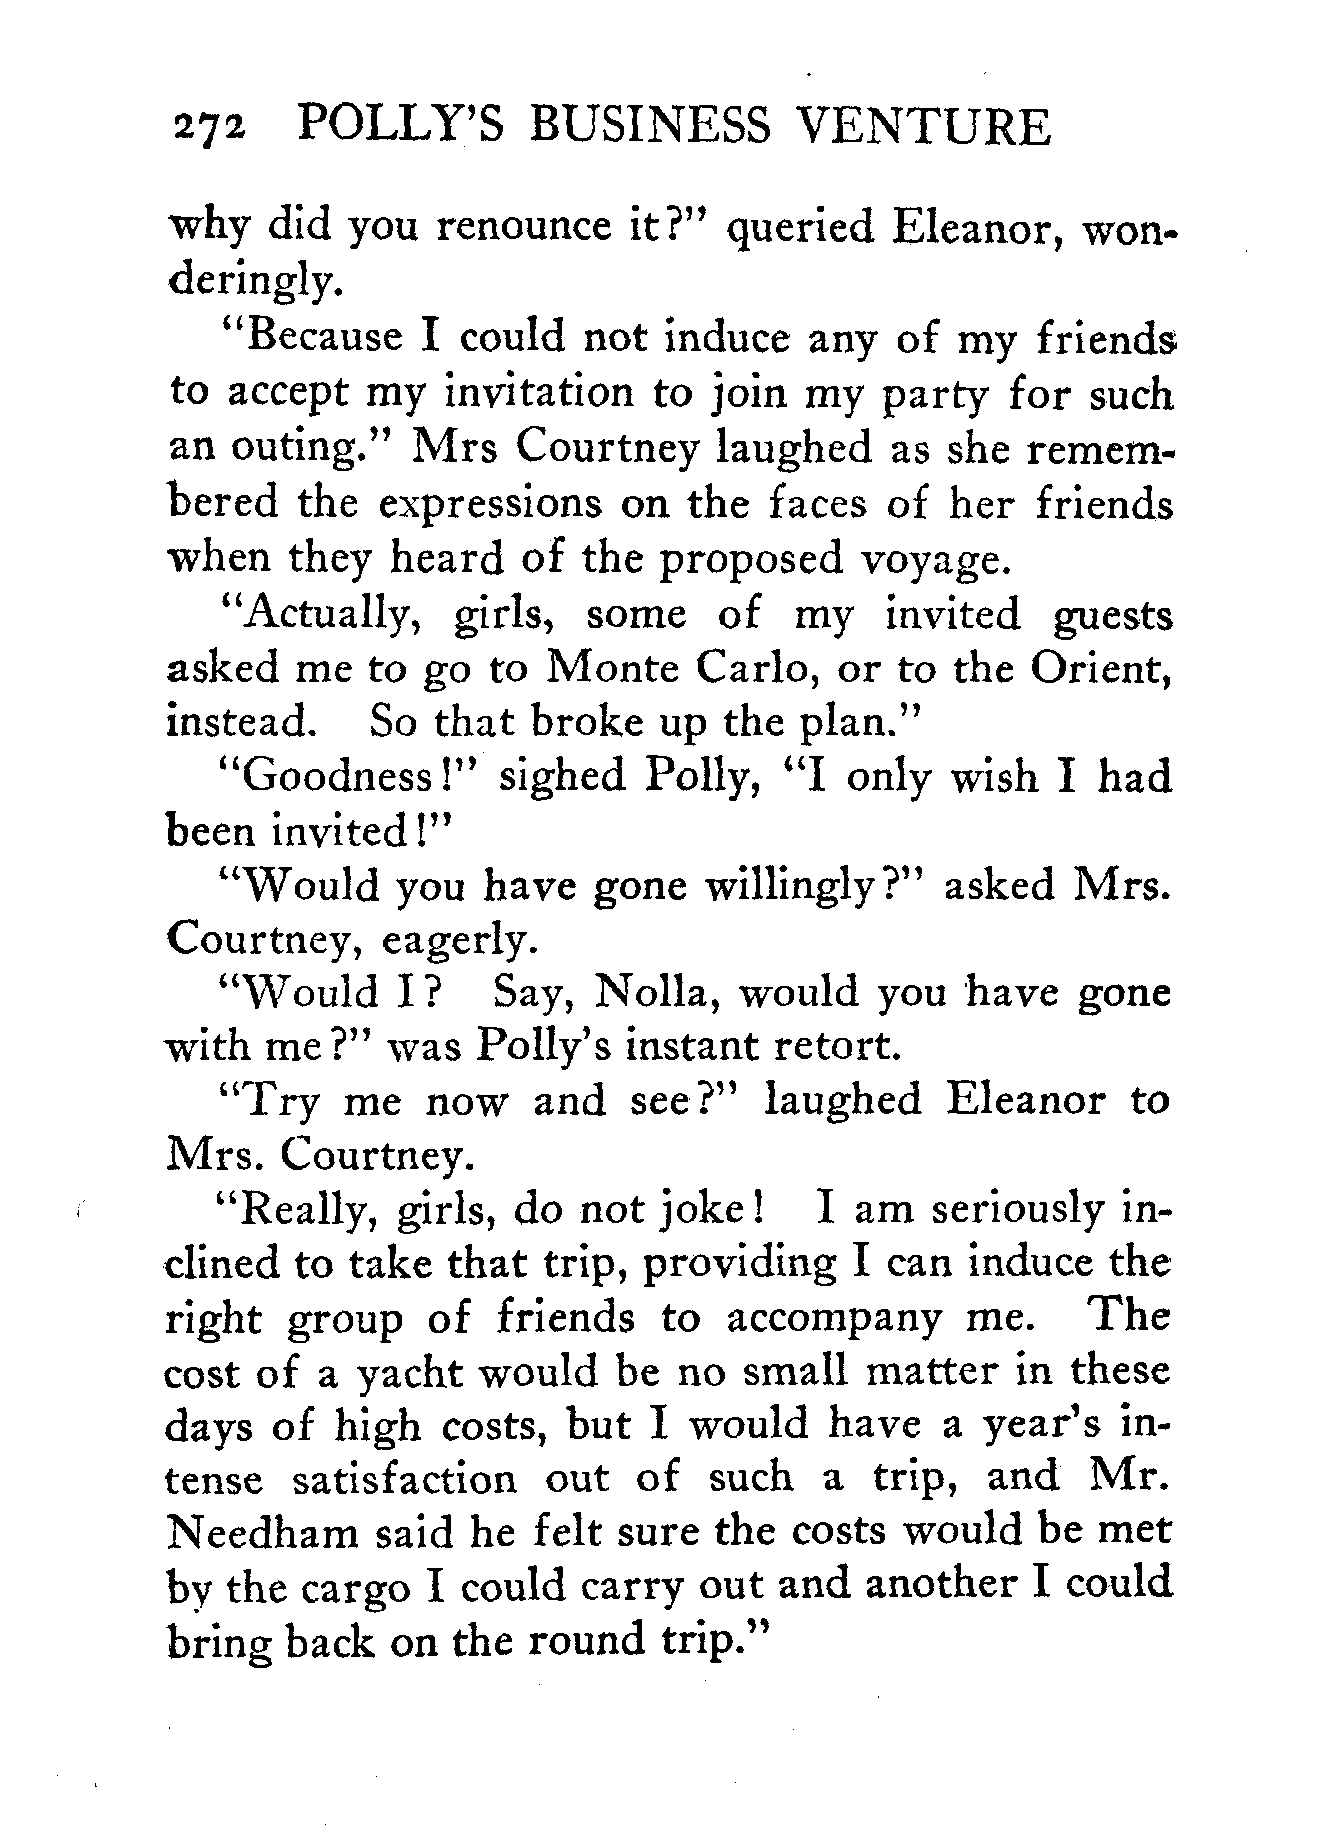 272 POLLY'S BUSINESS VENTURE
why did you renounce it?" queried Eleanor, won-
deringly.
"Because I could not induce any of my friends
to accept my invitation to join my party for such
an outing." Mrs Courtney laughed as she remem-
bered the expressions on the faces of her friends
when they heard of the proposed voyage.
"Actually, girls, some of my invited guests
asked me to go to Monte Carlo, or to the Orient,
instead. So that broke up the plan."
"Goodness!" sighed Polly, "I only wish I had
been invited!"
"Would you have gone willingly?" asked Mrs.
Courtney, eagerly.
"Would I? Say, Nolla, would you have gone
with me?" was Polly's instant retort.
"Try me now and see?" laughed Eleanor to
Mrs. Courtney.
"Really, girls, do not joke! I am seriously in-
clined to take that trip, providing I can induce the
right group of friends to accompany me. The
cost of a yacht would be no small matter in these
days of high costs, but I would have a year's in-
tense satisfaction out of such a trip, and Mr.
Needham said he felt sure the costs would be met
by the cargo I could carry out and another I could
bring back on the round trip."